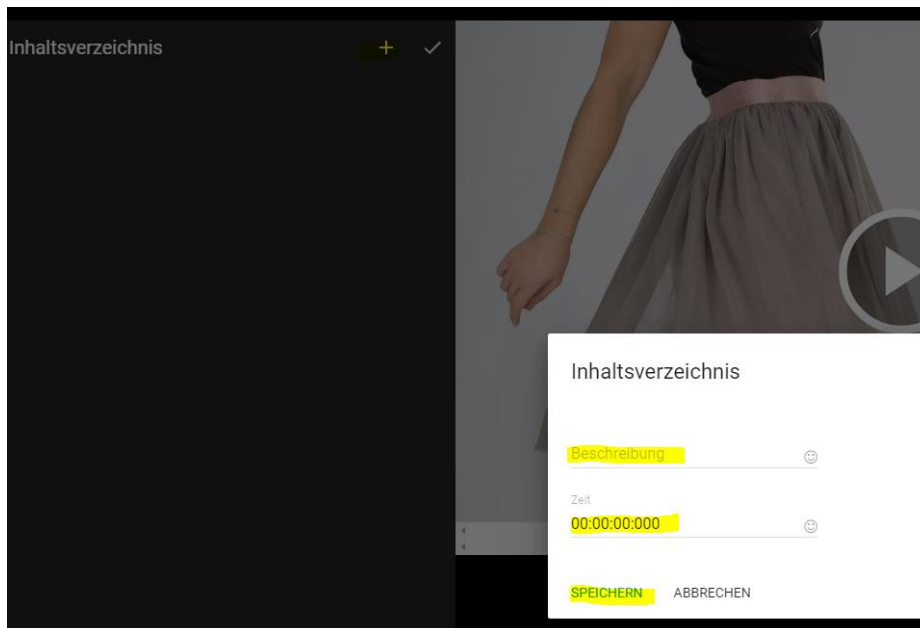 Inhaltsverzeichnis
Inhaltsverzeichnis
Beschreibung
Zeit
00:00:00:000
SPEICHERN ABBRECHEN